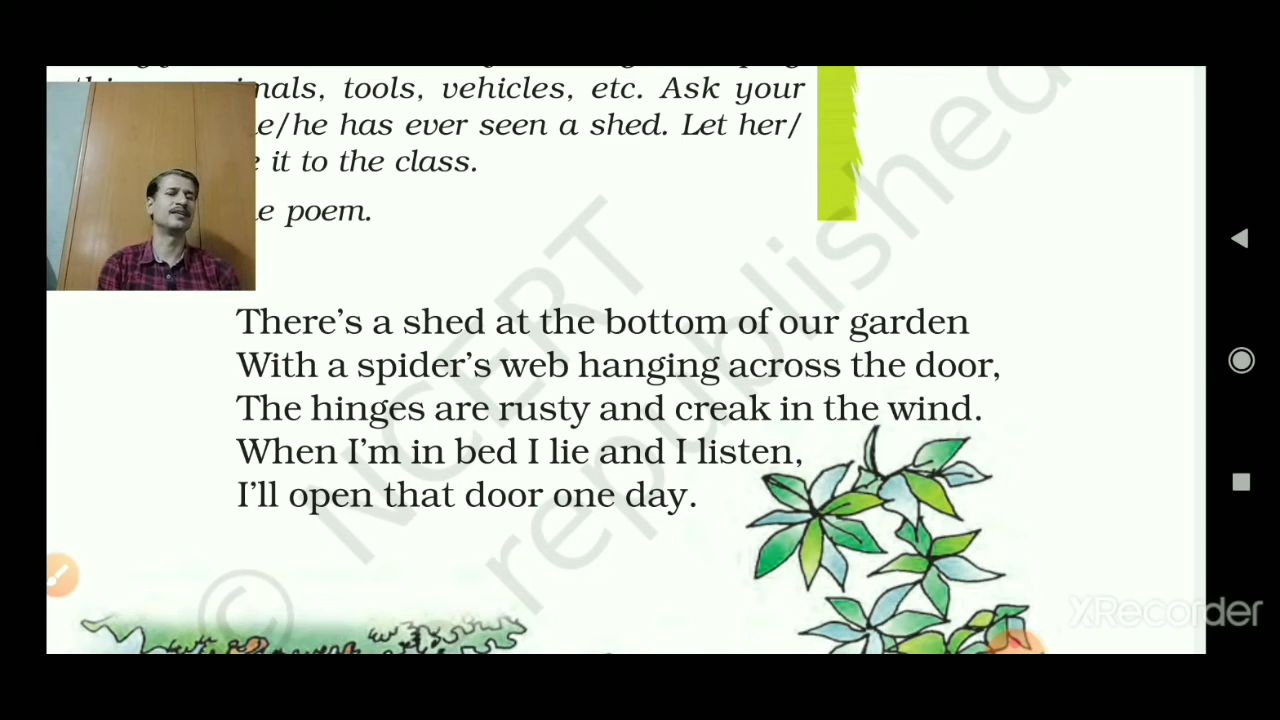 nals, tools, vehicles, etc. Ask your
e/he has ever seen a shed. Let her/
it to the class.
poem.
There's a shed at the bottom of our garden
With a spider's web hanging across the door,
The hinges are rusty and creak in the wind.
When I'm in bed I lie and I listen,
I'll open that door one day.
© NCERT
republished
XRecorder